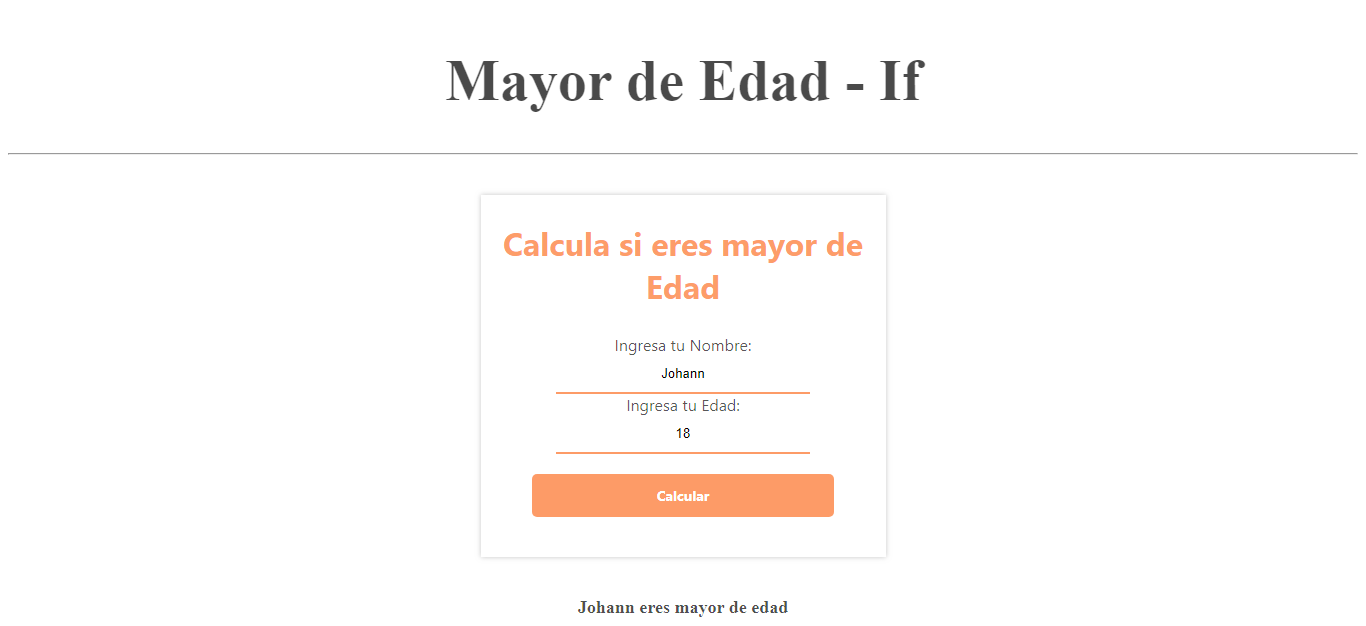 Mayor de Edad - If
Calcula si eres mayor de
Edad
Ingresa tu Nombre:
Johann
Ingresa tu Edad:
18
Calcular
Johann eres mayor de edad